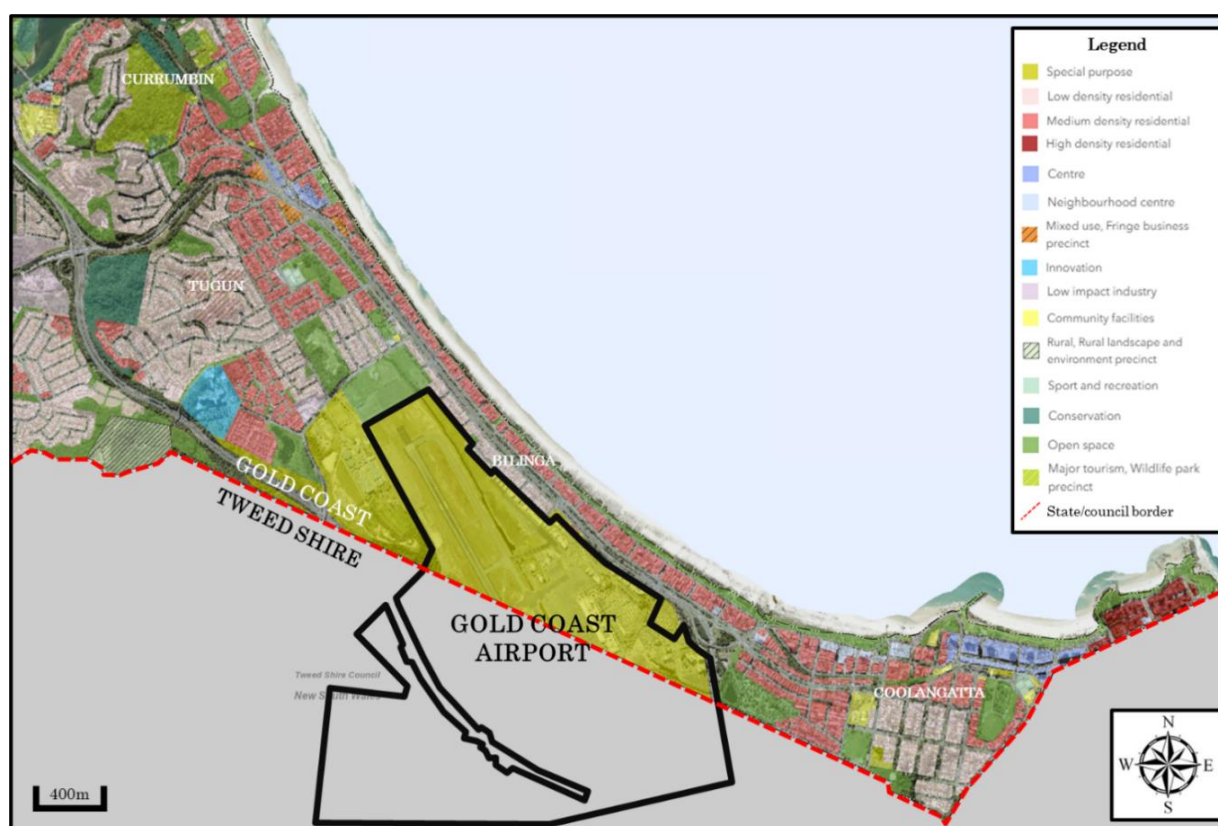 CURRUMBIN
TUGUN
BILINGA
GOLD COAST
TWEED SHIRE
GOLD COAST
AIRPORT
Tweed Shire Council
New South Wales
COOLANGATTA
400m
Legend
Special purpose
Low density residential
Medium density residential
High density residential
Centre
Neighbourhood centre
Mixed use, Fringe business
precinct
Innovation
Low impact industry
Community facilities
Rural, Rural landscape and
environment precinct
Sport and recreation
Conservation
Open space
Major tourism, Wildlife park
precinct
State/council border
N
W
E
S